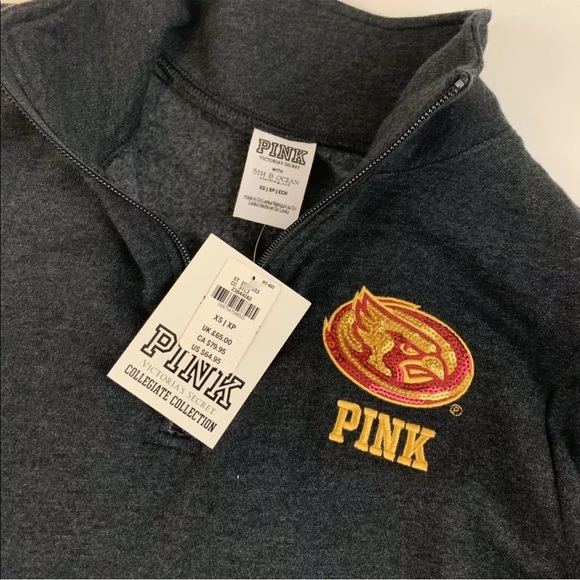 PINK
VICTORIA'S SECRET
WITH
5TH & OCEAN
XS | XP | ECH
XS | XP
UK £65.00
CA $79.95
US $64.95
PINK
VICTORIA'S SECRET
COLLEGIATE COLLECTION
®
PINK